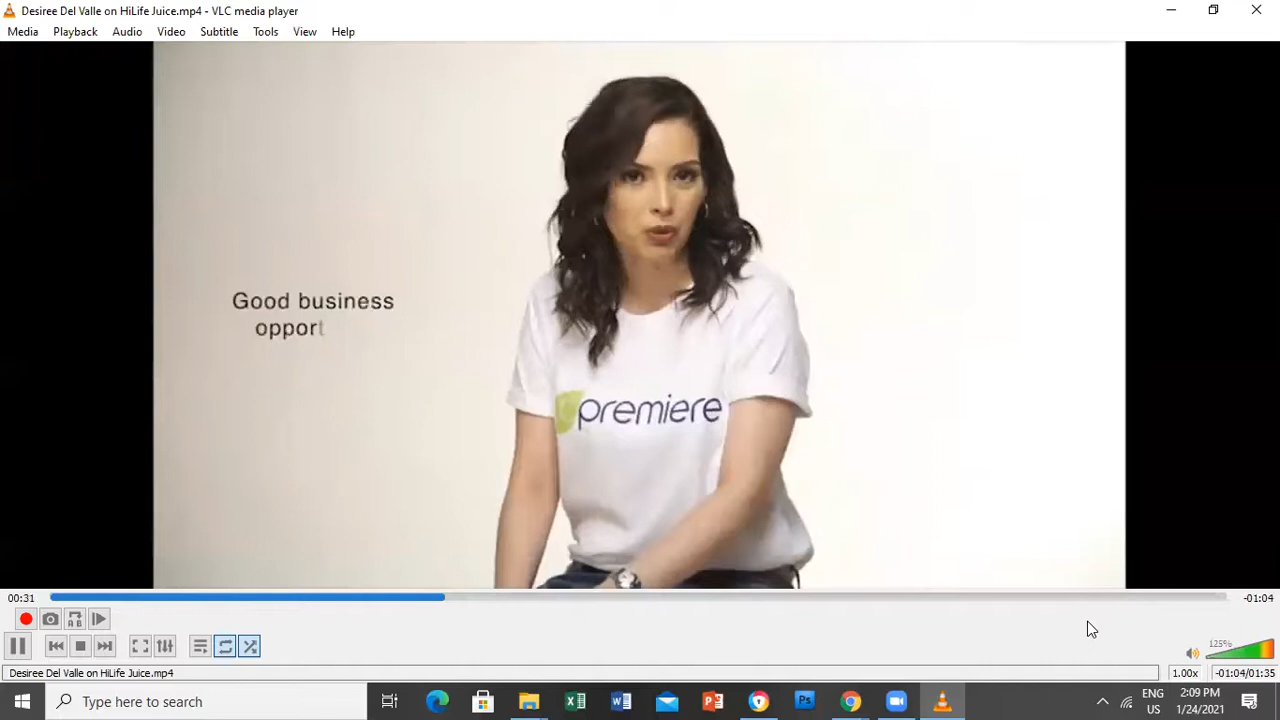 Desiree Del Valle on HiLife Juice.mp4 - VLC media player
Media Playback Audio Video Subtitle Tools View Help
Good business
opport
premiere
00:31
-01:04
125%
Desiree Del Valle on HiLife Juice.mp4
1.00x
-01:04/01:35
Type here to search
ENG
US
2:09 PM
1/24/2021